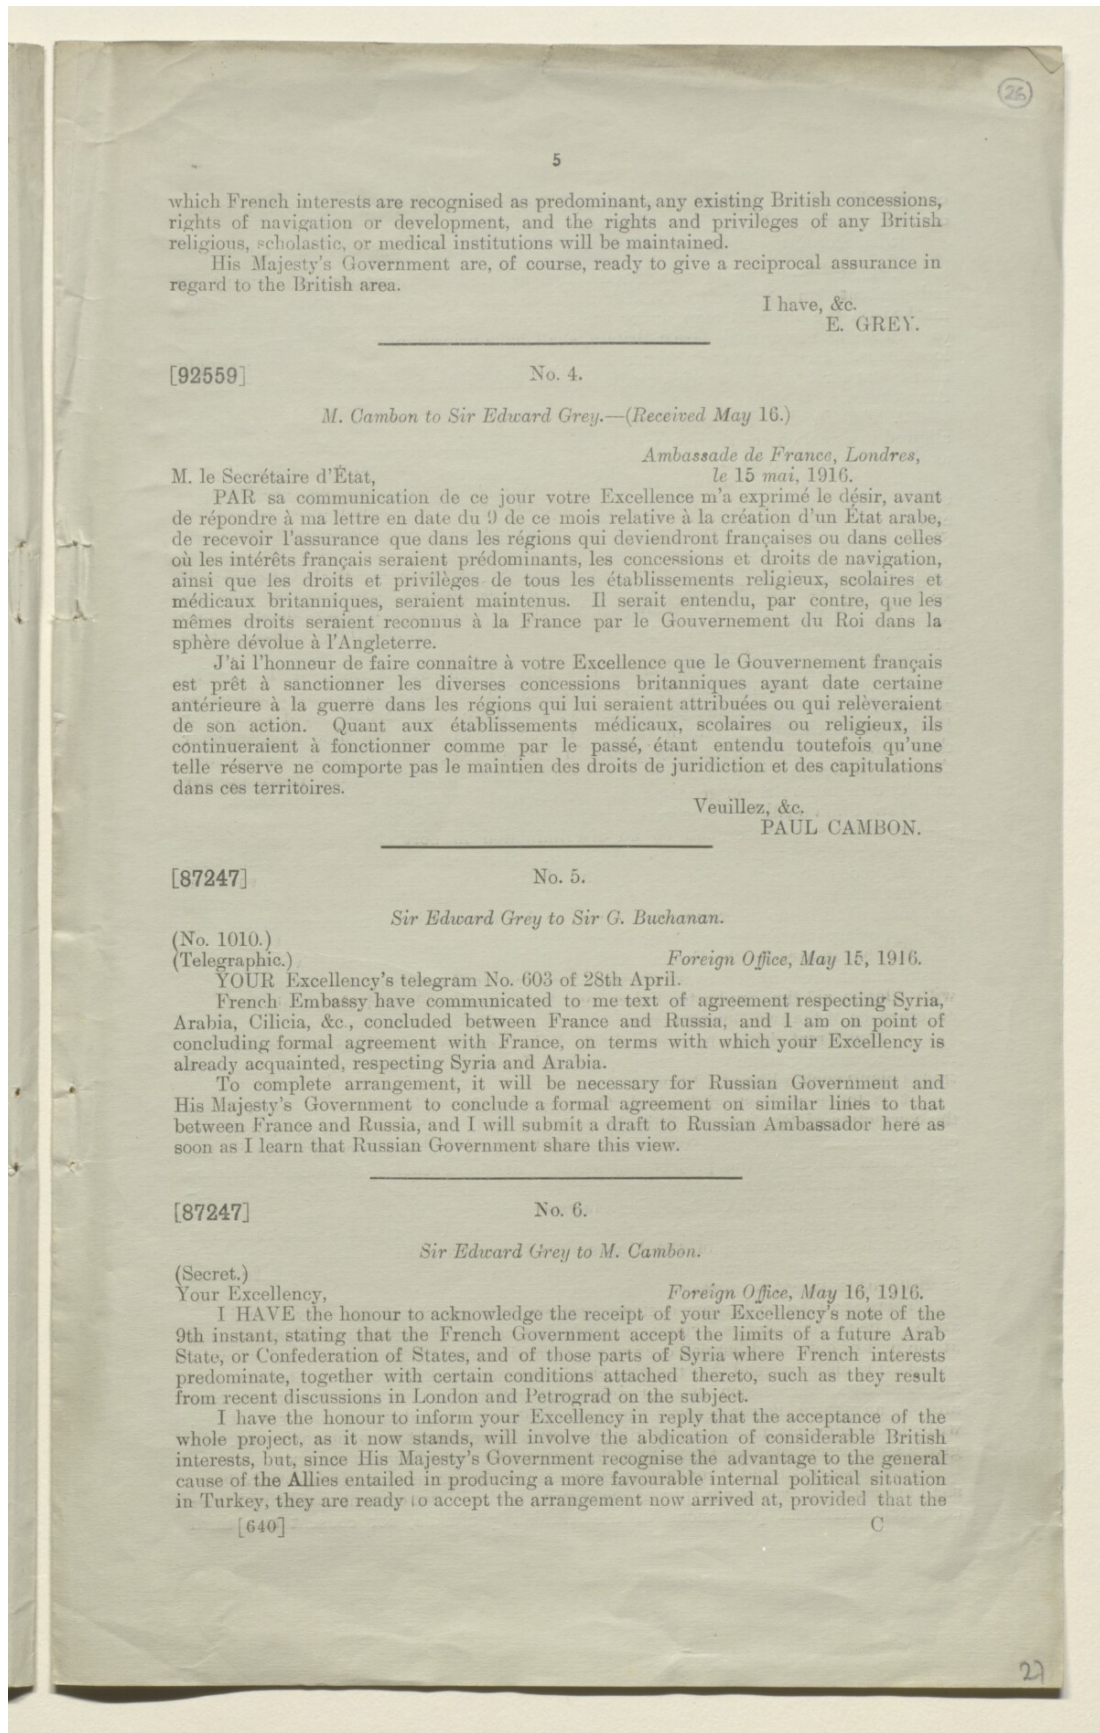 26
5
which French interests are recognised as predominant, any existing British concessions,
rights of navigation or development, and the rights and privileges of any British
religious, scholastic, or medical institutions will be maintained.
His Majesty's Government are, of course, ready to give a reciprocal assurance in
regard to the British area.
I have, &c.
E. GREY.
[92559]
No. 4.
M. Cambon to Sir Edward Grey.—(Received May 16.)
Ambassade de France, Londres,
M. le Secrétaire d'État,
le 15 mai, 1916.
PAR sa communication de ce jour votre Excellence m'a exprimé le désir, avant
de répondre à ma lettre en date du 9 de ce mois relative à la création d'un État arabe,
de recevoir l'assurance que dans les régions qui deviendront françaises ou dans celles
où les intérêts français seraient prédominants, les concessions et droits de navigation,
ainsi que les droits et privilèges de tous les établissements religieux, scolaires et
médicaux britanniques, seraient maintenus. Il serait entendu, par contre, que les
mêmes droits seraient reconnus à la France par le Gouvernement du Roi dans la
sphère dévolue à l'Angleterre.
J'ai l'honneur de faire connaître à votre Excellence que le Gouvernement français
est prêt à sanctionner les diverses concessions britanniques ayant date certaine
antérieure à la guerre dans les régions qui lui seraient attribuées ou qui relèveraient
de son action. Quant aux établissements médicaux, scolaires ou religieux, ils
continueraient à fonctionner comme par le passé, étant entendu toutefois qu'une
telle réserve ne comporte pas le maintien des droits de juridiction et des capitulations
dans ces territoires.
Veuillez, &c.
PAUL CAMBON.
[87247]
No. 5.
Sir Edward Grey to Sir G. Buchanan.
(No. 1010.)
(Telegraphic.)
Foreign Office, May 15, 1916.
YOUR Excellency's telegram No. 603 of 28th April.
French Embassy have communicated to me text of agreement respecting Syria,
Arabia, Cilicia, &c., concluded between France and Russia, and I am on point of
concluding formal agreement with France, on terms with which your Excellency is
already acquainted, respecting Syria and Arabia.
To complete arrangement, it will be necessary for Russian Government and
His Majesty's Government to conclude a formal agreement on similar lines to that
between France and Russia, and I will submit a draft to Russian Ambassador here as
soon as I learn that Russian Government share this view.
[87247]
No. 6.
Sir Edward Grey to M. Cambon.
(Secret.)
Your Excellency,
Foreign Office, May 16, 1916.
I HAVE the honour to acknowledge the receipt of your Excellency's note of the
9th instant, stating that the French Government accept the limits of a future Arab
State, or Confederation of States, and of those parts of Syria where French interests
predominate, together with certain conditions attached thereto, such as they result
from recent discussions in London and Petrograd on the subject.
I have the honour to inform your Excellency in reply that the acceptance of the
whole project, as it now stands, will involve the abdication of considerable British
interests, but, since His Majesty's Government recognise the advantage to the general
cause of the Allies entailed in producing a more favourable internal political situation
in Turkey, they are ready to accept the arrangement now arrived at, provided that the
[640]
C
27